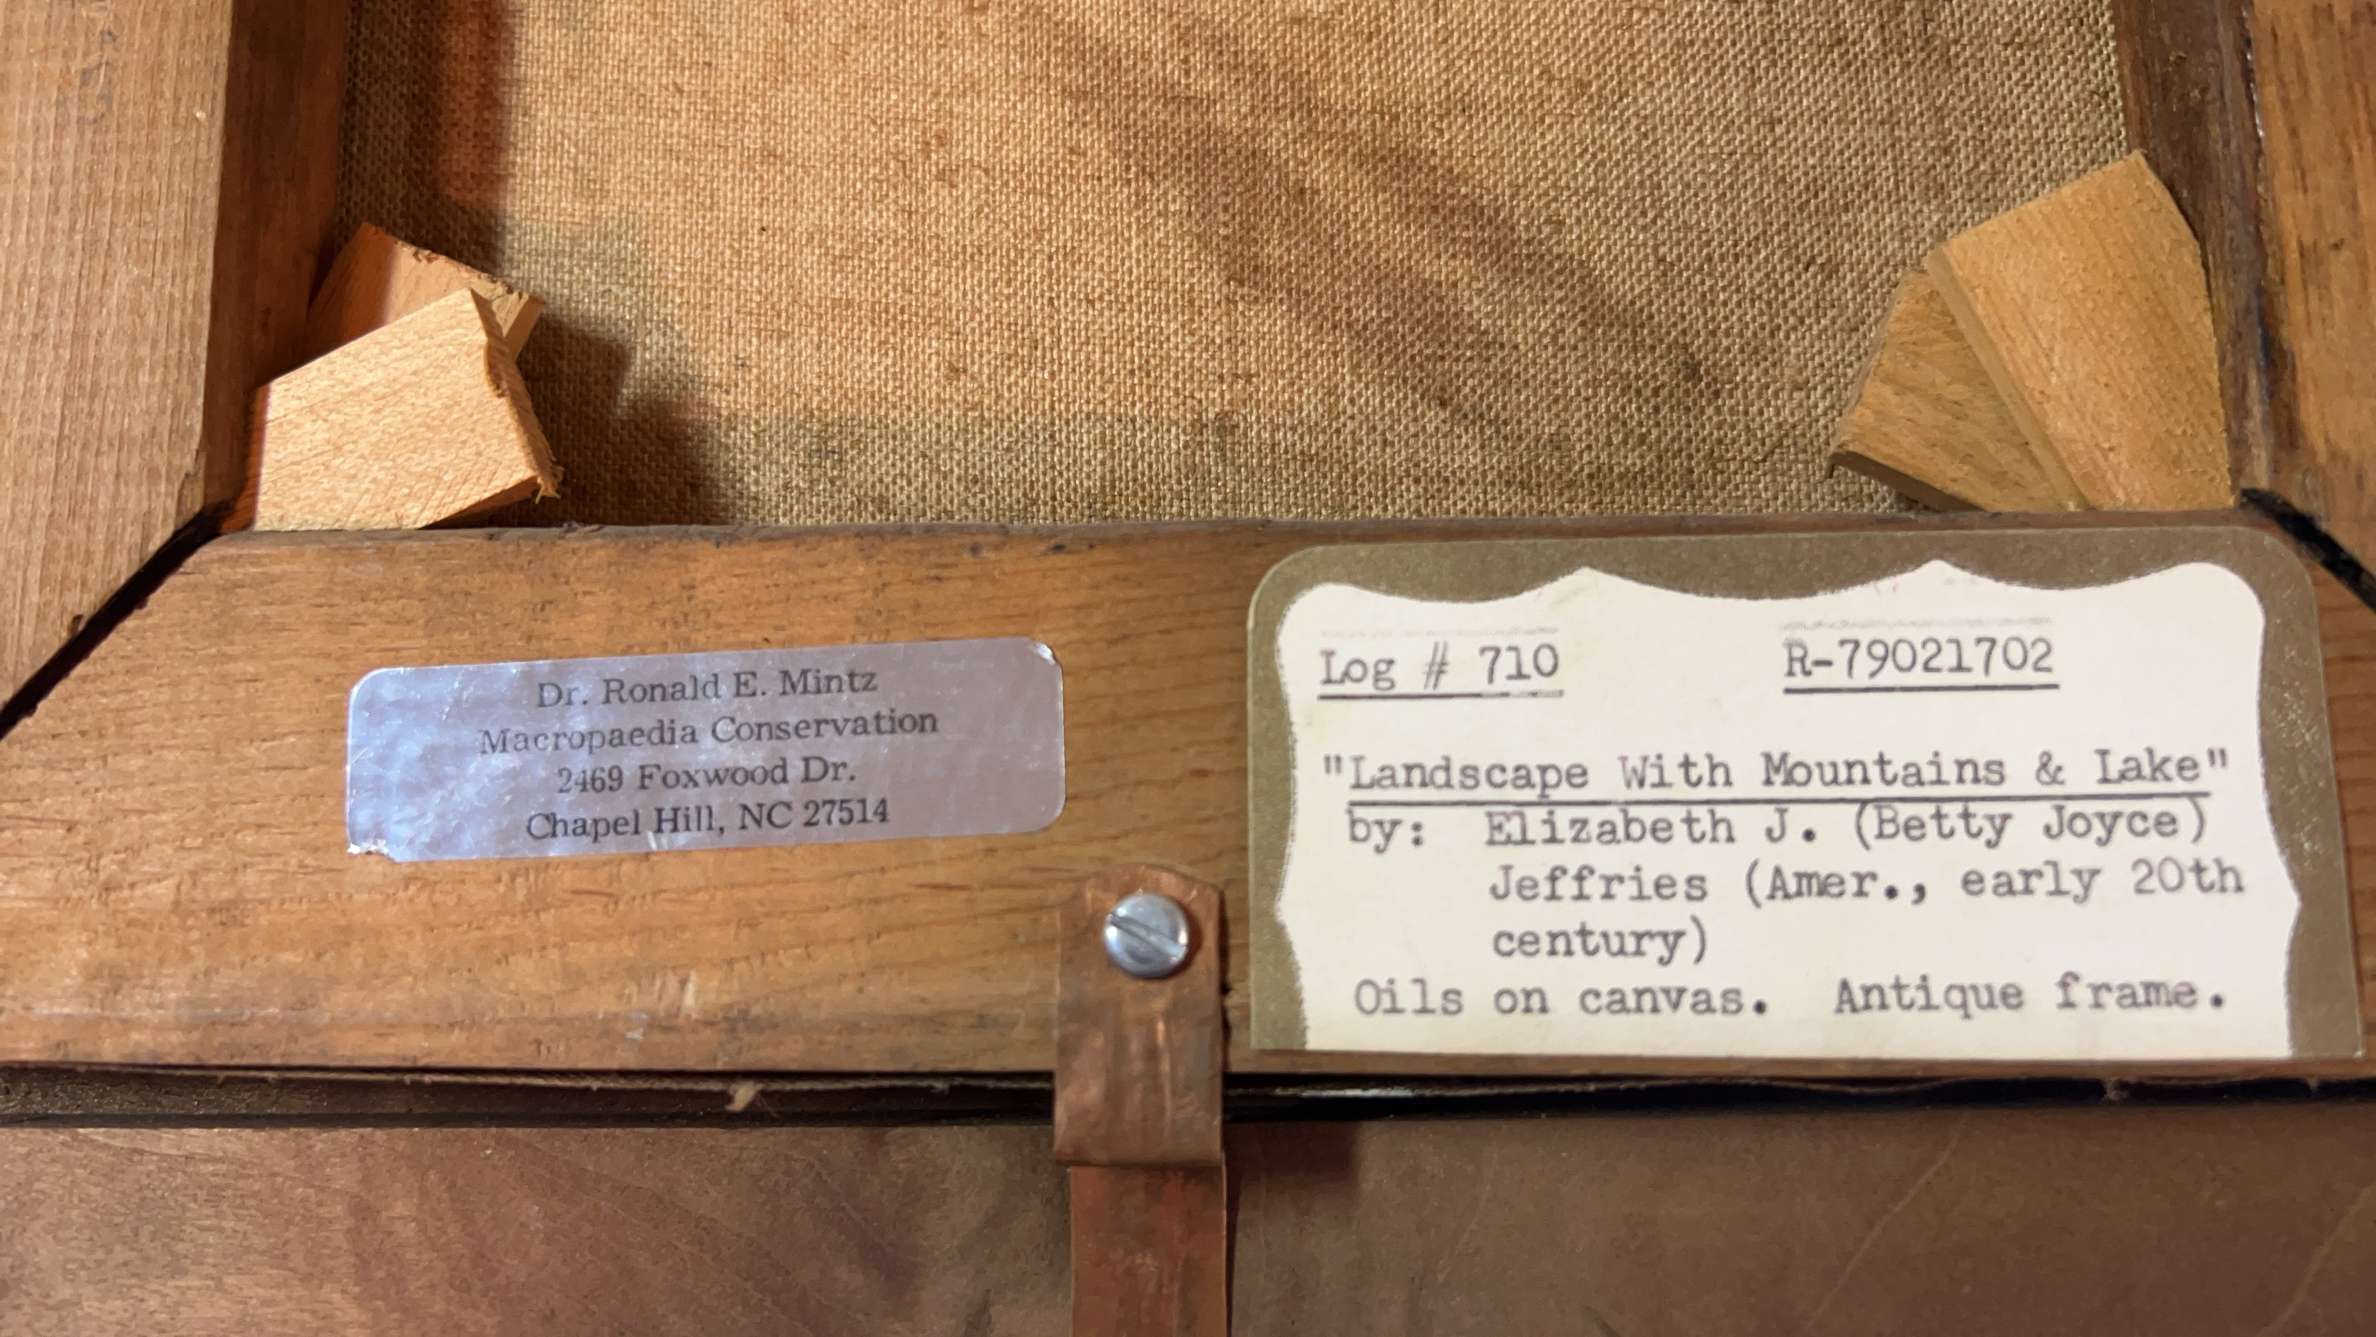 Dr. Ronald E. Mintz
Macropaedia Conservation
2469 Foxwood Dr.
Chapel Hill, NC 27514
Log # 710 R-79021702
"Landscape With Mountains & Lake"
by: Elizabeth J. (Betty Joyce)
Jeffries (Amer., early 20th
century)
Oils on canvas. Antique frame.